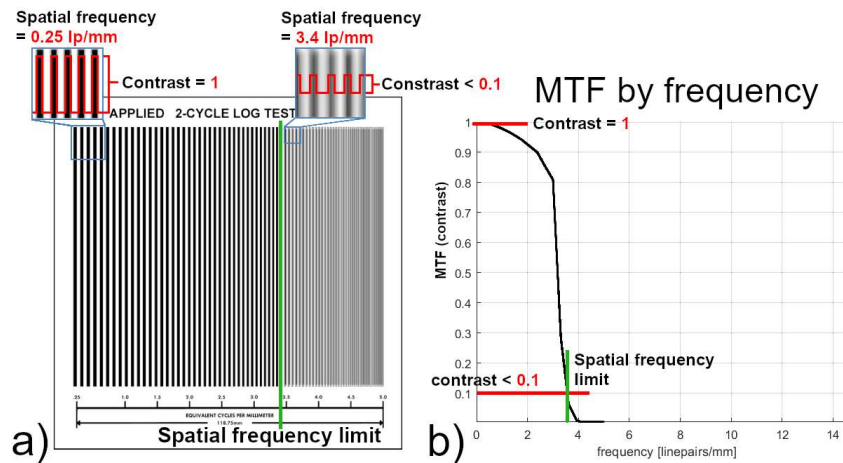 Spatial frequency
= 0.25 lp/mm
Contrast = 1
Spatial frequency
= 3.4 lp/mm
Constrast < 0.1
APPLIED 2-CYCLE LOG TEST
.25 1.0 1.5 2.0 2.5 3.0 3.5 4.0 4.5 5.0
EQUIVALENT CYCLES PER MILLIMETER
118.75mm
Spatial frequency limit
a)
MTF by frequency
Contrast = 1
MTF (contrast)
1
0.9
0.8
0.7
0.6
0.5
0.4
0.3
0.2
0.1
Spatial frequency
limit
contrast < 0.1
0 2 4 6 8 10 12 14
frequency [linepairs/mm]
b)